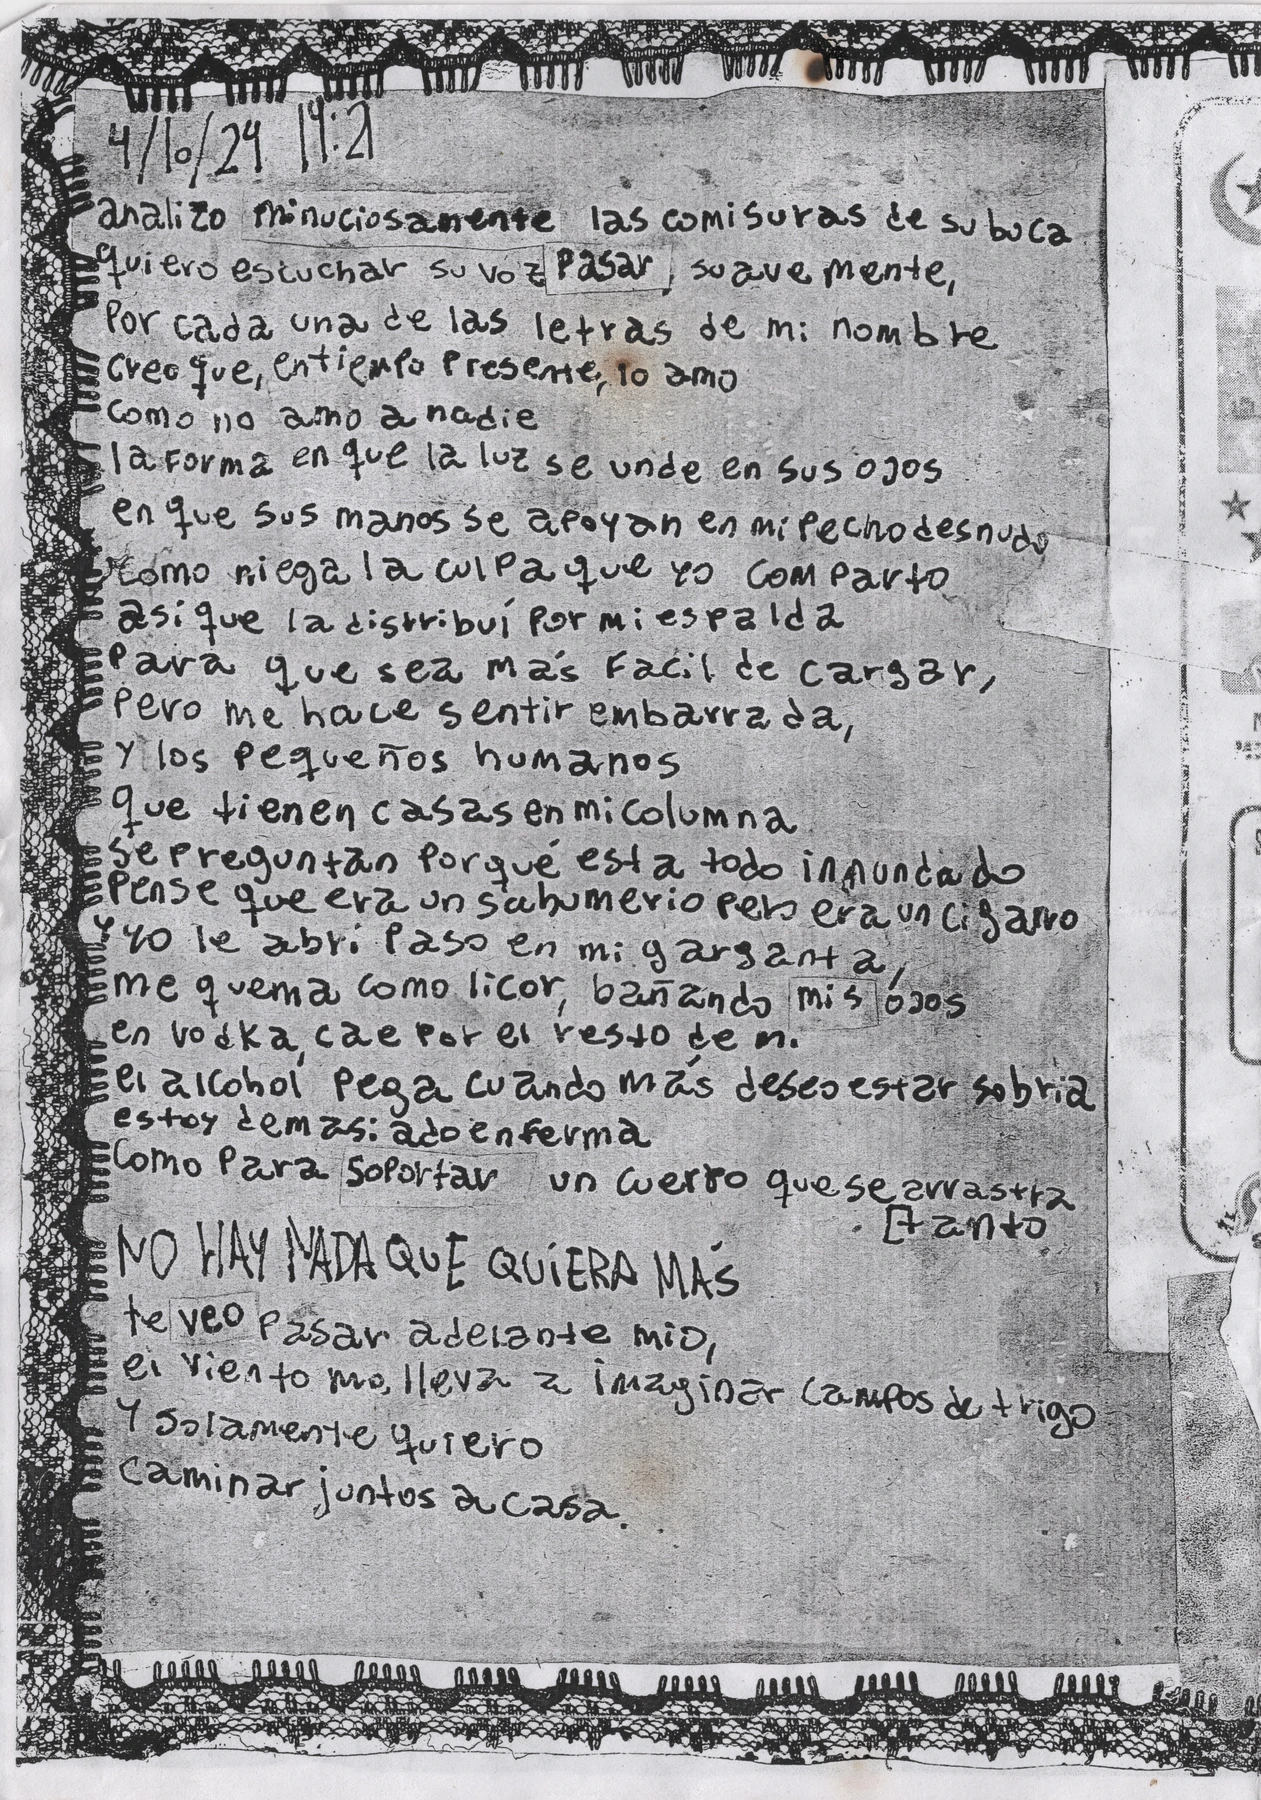 4/10/24 14:21
analizo minuciosamente las comisuras de su boca
quiero escuchar su voz pasar, suavemente,
por cada una de las letras de mi nombre
creo que, en tiempo presente, lo amo
como no amo a nadie
la forma en que la luz se unde en sus ojos
en que sus manos se apoyan en mi pecho desnudo
como niega la culpa que yo comparto
así que la distribuí por mi espalda
para que sea más facil de cargar,
pero me hace sentir embarrada,
y los pequeños humanos
que tienen casas en mi columna
se preguntan porqué esta todo innundado
pense que era un sahumerio pero era un cigarro
y yo le abrí paso en mi garganta,
me quema como licor, bañando mis ojos
en vodka, cae por el resto de mi
el alcohol pega cuando más deseo estar sobria
estoy demasiado enferma
como para soportar un cuerpo que se arrastra
[tanto
NO HAY NADA QUE QUIERA MÁS
te veo pasar adelante mio,
el viento me lleva a imaginar campos de trigo
y solamente quiero
caminar juntos a casa.